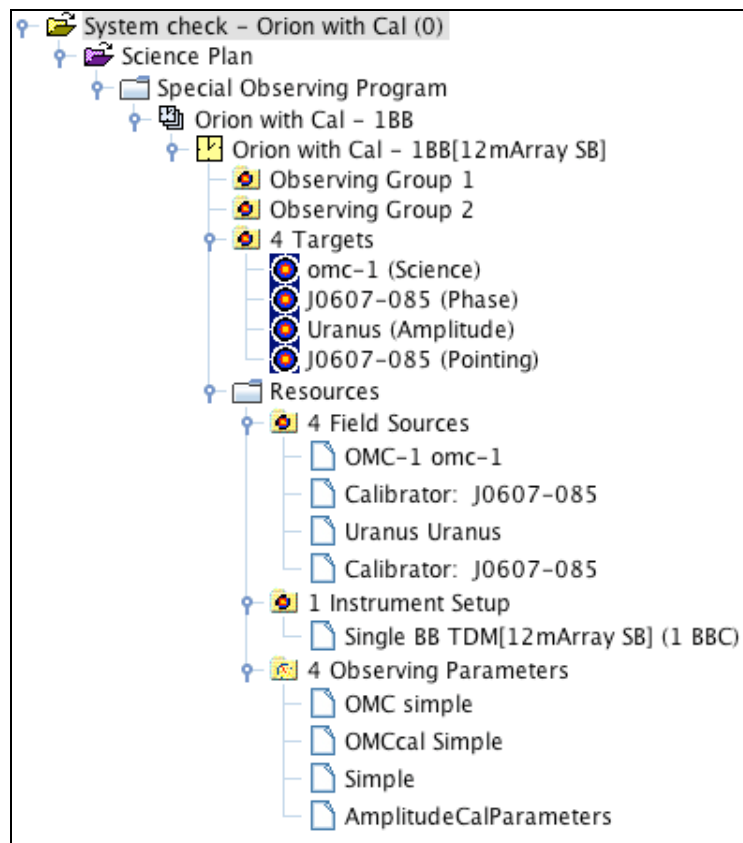 System check – Orion with Cal (0)
Science Plan
Special Observing Program
Orion with Cal – 1BB
Orion with Cal – 1BB[12mArray SB]
Observing Group 1
Observing Group 2
4 Targets
omc-1 (Science)
J0607-085 (Phase)
Uranus (Amplitude)
J0607-085 (Pointing)
Resources
4 Field Sources
OMC-1 omc-1
Calibrator:  J0607-085
Uranus Uranus
Calibrator:  J0607-085
1 Instrument Setup
Single BB TDM[12mArray SB] (1 BBC)
4 Observing Parameters
OMC simple
OMCcal Simple
Simple
AmplitudeCalParameters